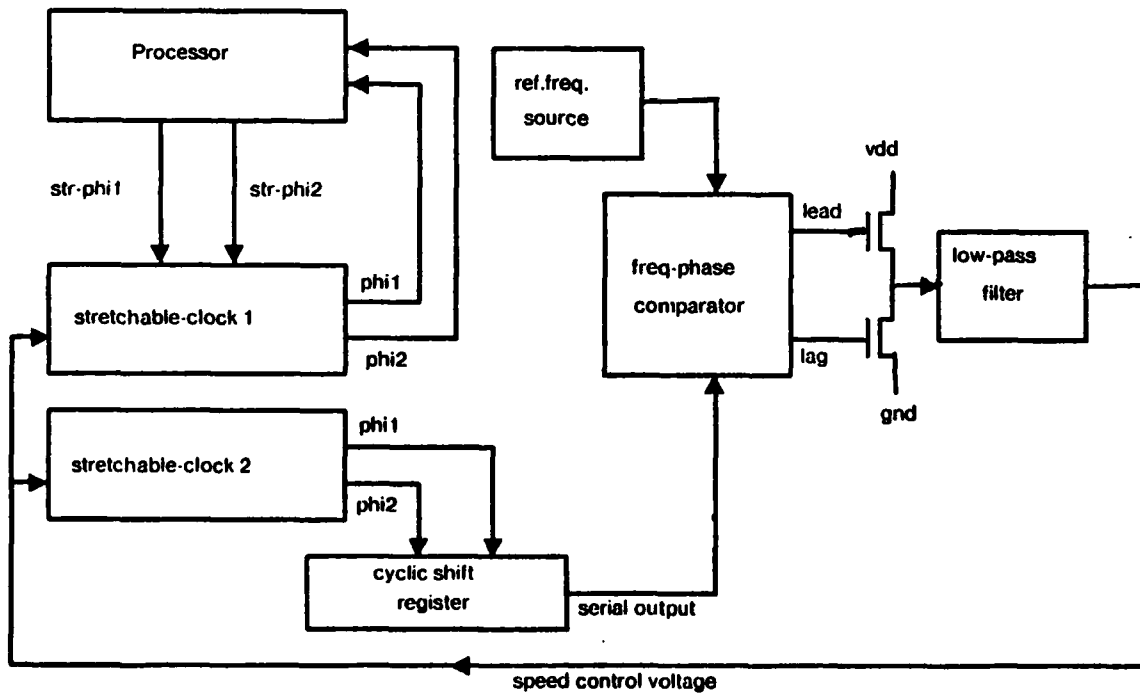 Processor
ref.freq.
source
vdd
str-phi1
str-phi2
lead
freq-phase
comparator
low-pass
filter
phi1
stretchable-clock 1
phi2
lag
gnd
phi1
stretchable-clock 2
phi2
cyclic shift
register
serial output
speed control voltage